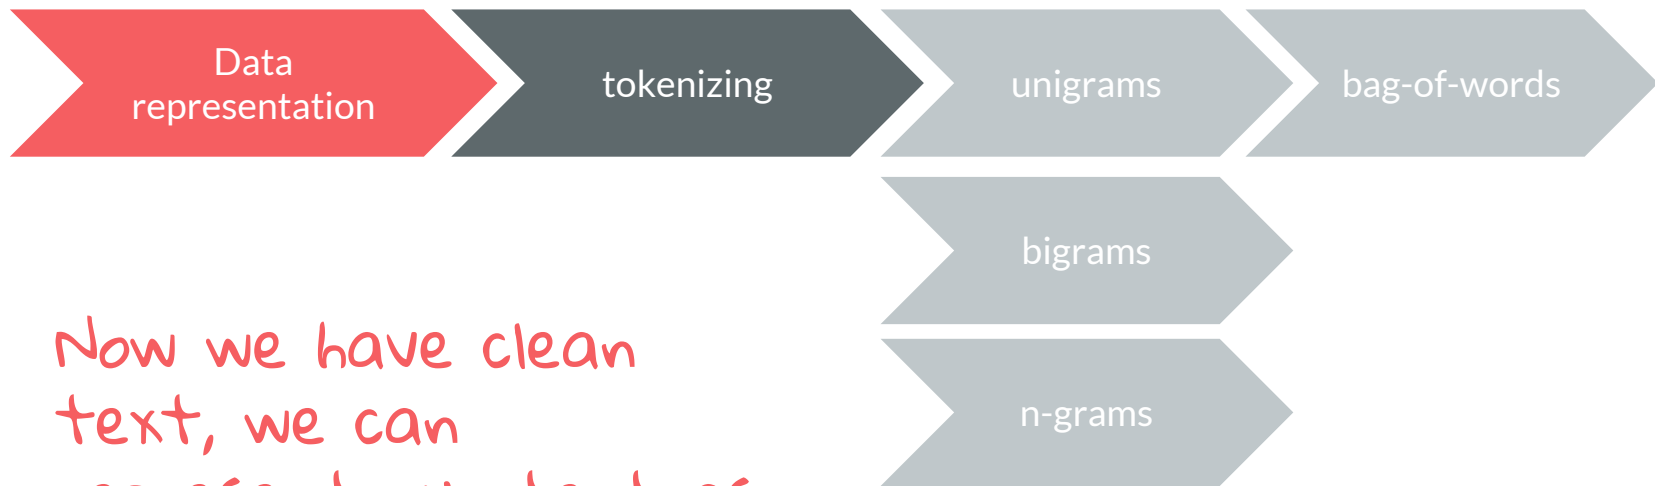 Data
representation
tokenizing
unigrams
bag-of-words
bigrams
n-grams
Now we have clean
text, we can